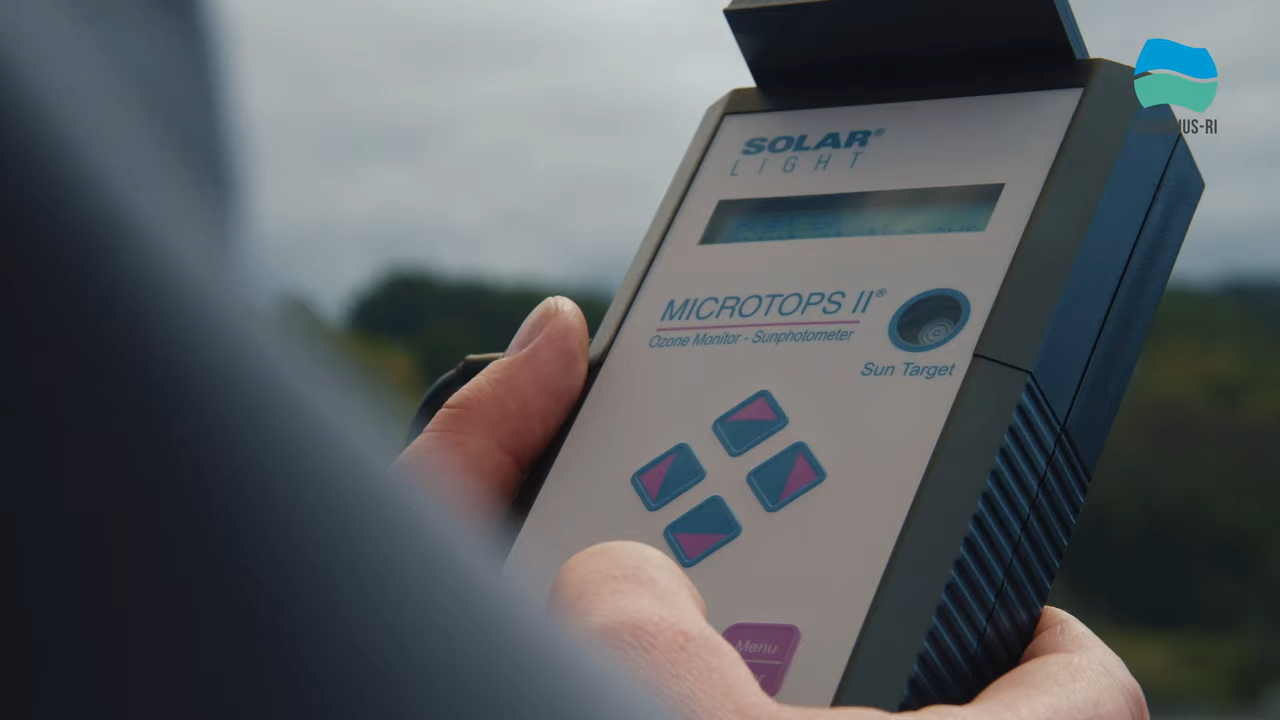 SOLAR®
LIGHT
MICROTOPS II®
Ozone Monitor - Sunphotometer
Sun Target
Menu